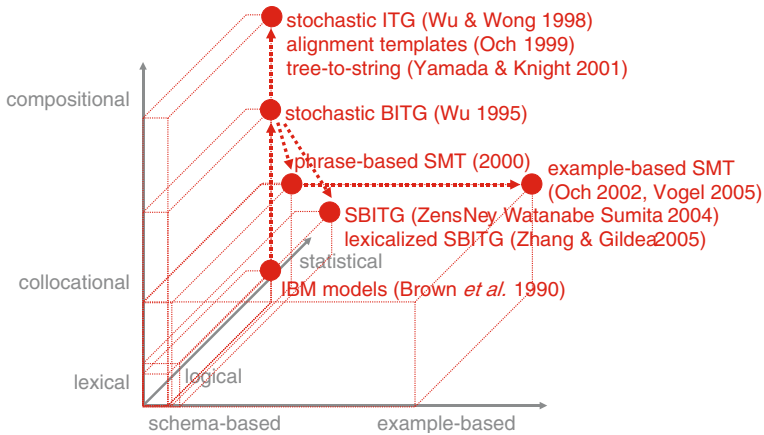 stochastic ITG (Wu & Wong 1998)
alignment templates (Och 1999)
tree-to-string (Yamada & Knight 2001)
compositional
stochastic BITG (Wu 1995)
phrase-based SMT (2000)
example-based SMT
(Och 2002, Vogel 2005)
SBITG (ZensNey Watanabe Sumita 2004)
lexicalized SBITG (Zhang & Gildea2005)
statistical
collocational
IBM models (Brown et al. 1990)
logical
lexical
schema-based
example-based